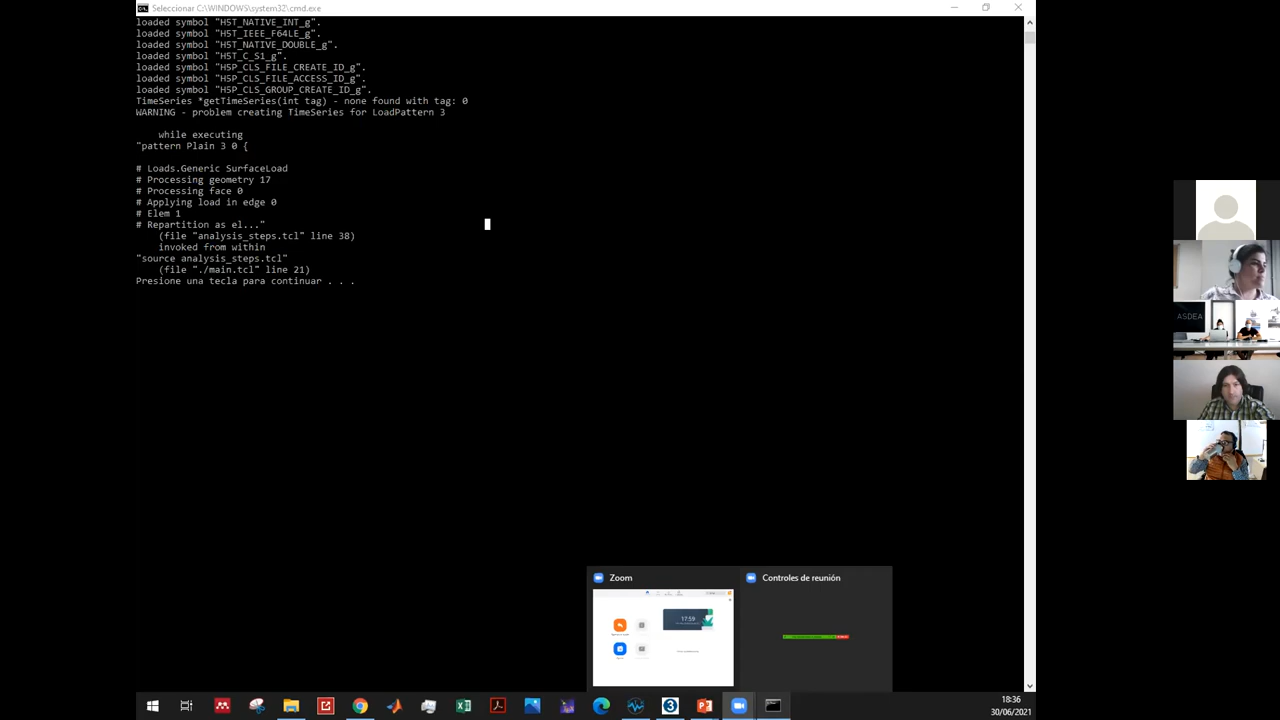 Seleccionar C:\WINDOWS\system32\cmd.exe
loaded symbol "H5T_NATIVE_INT_g".
loaded symbol "H5T_IEEE_F64LE_g".
loaded symbol "H5T_NATIVE_DOUBLE_g".
loaded symbol "H5T_C_S1_g".
loaded symbol "H5P_CLS_FILE_CREATE_ID_g".
loaded symbol "H5P_CLS_FILE_ACCESS_ID_g".
loaded symbol "H5P_CLS_GROUP_CREATE_ID_g".
TimeSeries *getTimeSeries(int tag) - none found with tag: 0
WARNING - problem creating TimeSeries for LoadPattern 3
while executing
"pattern Plain 3 0 {
# Loads.Generic SurfaceLoad
# Processing geometry 17
# Processing face 0
# Applying load in edge 0
# Elem 1
# Repartition as el..."
(file "analysis_steps.tcl" line 38)
invoked from within
"source analysis_steps.tcl"
(file "./main.tcl" line 21)
Presione una tecla para continuar . . .
ASDEA
Zoom
Controles de reunión
17:59
18:36
30/06/2021